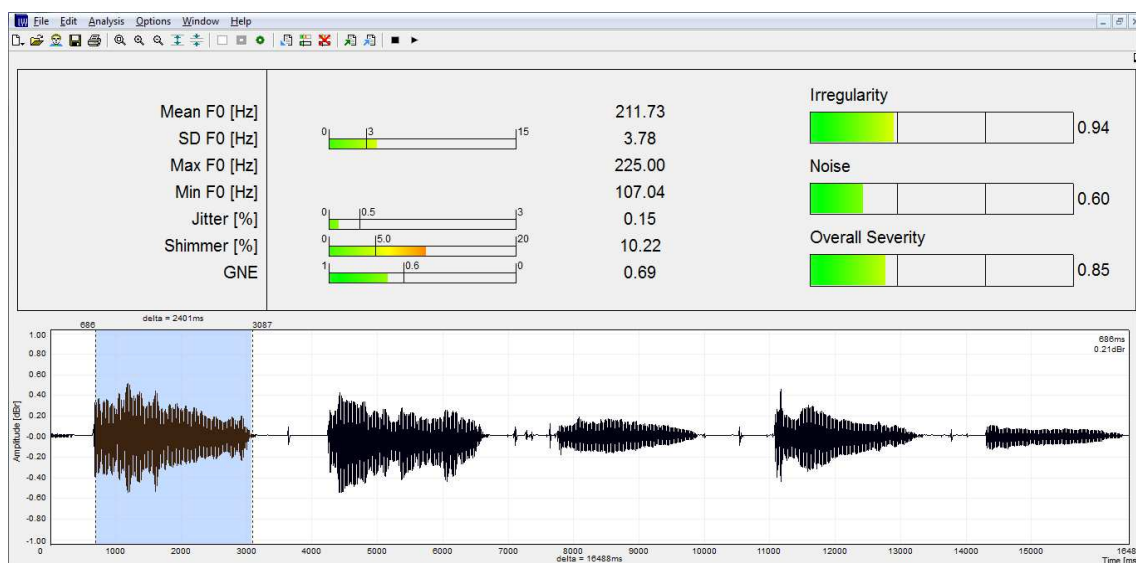 File Edit Analysis Options Window Help
Mean F0 [Hz] 211.73
SD F0 [Hz] 0 3 15 3.78
Max F0 [Hz] 225.00
Min F0 [Hz] 107.04
Jitter [%] 0 0.5 3 0.15
Shimmer [%] 0 5.0 20 10.22
GNE 1 0.6 0 0.69
Irregularity
0.94
Noise
0.60
Overall Severity
0.85
delta = 2401ms
686 3087
686ms
0.21dBr
Amplitude [dBr]
1.00
0.80
0.60
0.40
0.20
-0.00
-0.20
-0.40
-0.60
-0.80
-1.00
0 1000 2000 3000 4000 5000 6000 7000 8000 9000 10000 11000 12000 13000 14000 15000 1648
delta = 16488ms
Time [ms]